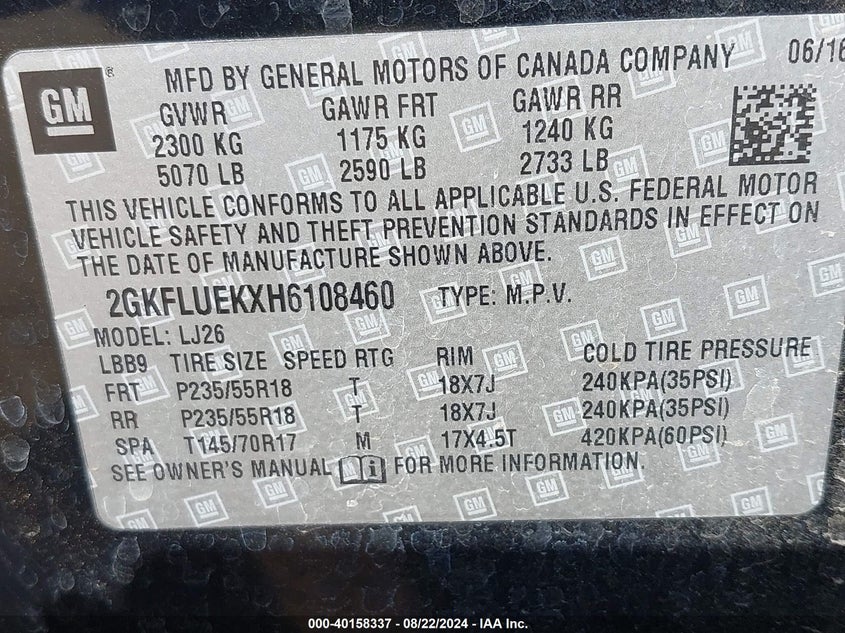 GM
®
MFD BY GENERAL MOTORS OF CANADA COMPANY 06/16
GVWR GAWR FRT GAWR RR
2300 KG 1175 KG 1240 KG
5070 LB 2590 LB 2733 LB
THIS VEHICLE CONFORMS TO ALL APPLICABLE U.S. FEDERAL MOTOR
VEHICLE SAFETY AND THEFT PREVENTION STANDARDS IN EFFECT ON
THE DATE OF MANUFACTURE SHOWN ABOVE.
2GKFLUEKXH6108460 TYPE: M.P.V.
MODEL: LJ26
LBB9 TIRE SIZE SPEED RTG RIM COLD TIRE PRESSURE
FRT P235/55R18 T 18X7J 240KPA(35PSI)
RR P235/55R18 T 18X7J 240KPA(35PSI)
SPA T145/70R17 M 17X4.5T 420KPA(60PSI)
SEE OWNER'S MANUAL i FOR MORE INFORMATION.
000-40158337 - 08/22/2024 - IAA Inc.